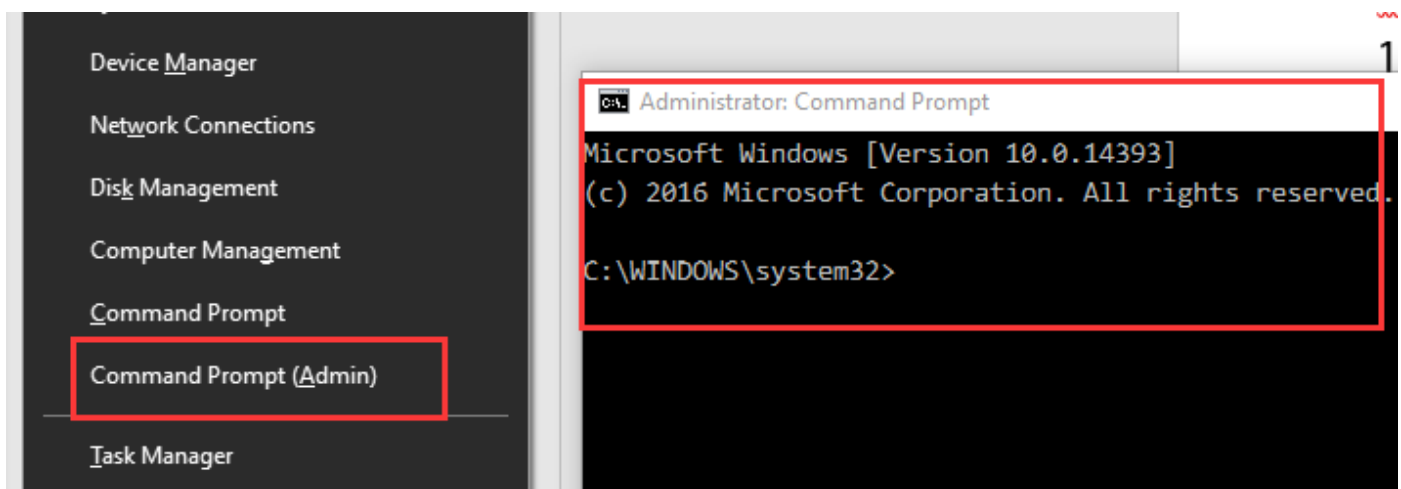 Device Manager
Network Connections
Disk Management
Computer Management
Command Prompt
Command Prompt (Admin)
Task Manager
1
Administrator: Command Prompt
Microsoft Windows [Version 10.0.14393]
(c) 2016 Microsoft Corporation. All rights reserved.
C:\WINDOWS\system32>